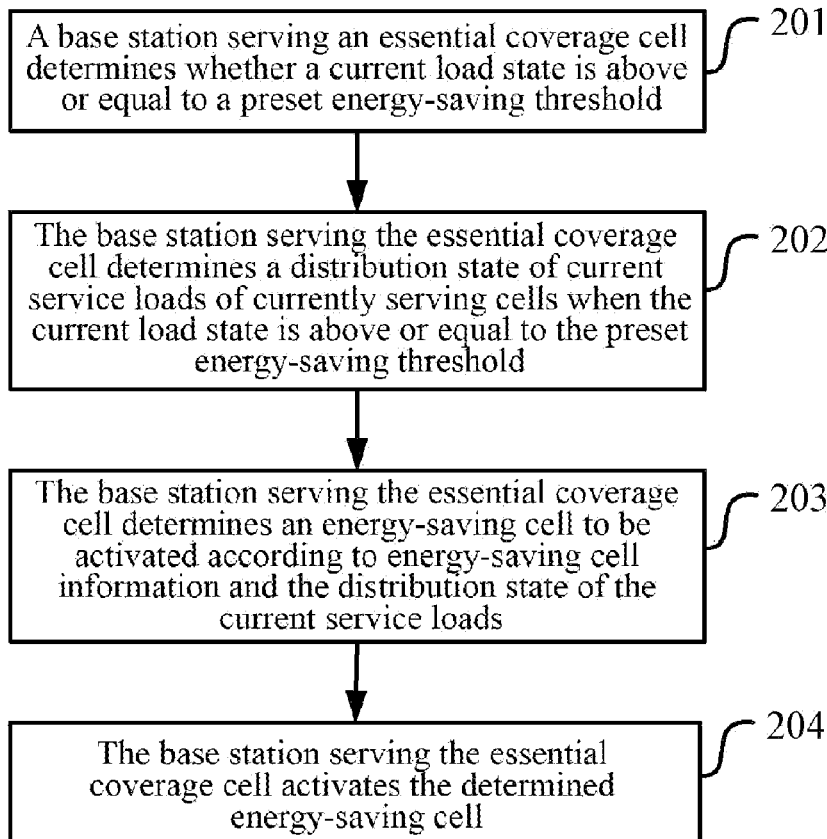 A base station serving an essential coverage cell
determines whether a current load state is above
or equal to a preset energy-saving threshold
201
The base station serving the essential coverage
cell determines a distribution state of current
service loads of currently serving cells when the
current load state is above or equal to the preset
energy-saving threshold
202
The base station serving the essential coverage
cell determines an energy-saving cell to be
activated according to energy-saving cell
information and the distribution state of the
current service loads
203
The base station serving the essential
coverage cell activates the determined
energy-saving cell
204